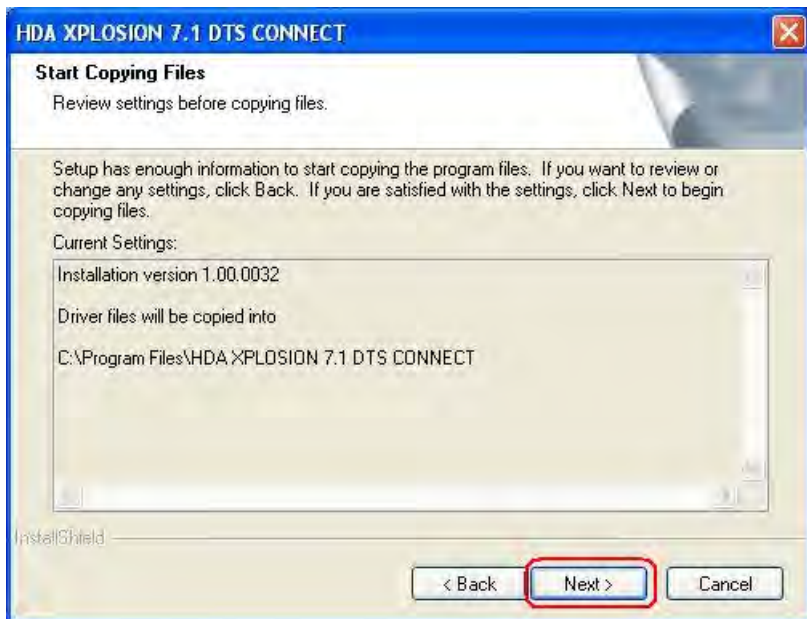 HDA XPLOSION 7.1 DTS CONNECT
Start Copying Files
Review settings before copying files.
Setup has enough information to start copying the program files. If you want to review or
change any settings, click Back. If you are satisfied with the settings, click Next to begin
copying files.
Current Settings:
Installation version 1.00.0032
Driver files will be copied into
C:\Program Files\HDA XPLOSION 7.1 DTS CONNECT
InstallShield
< Back
Next >
Cancel